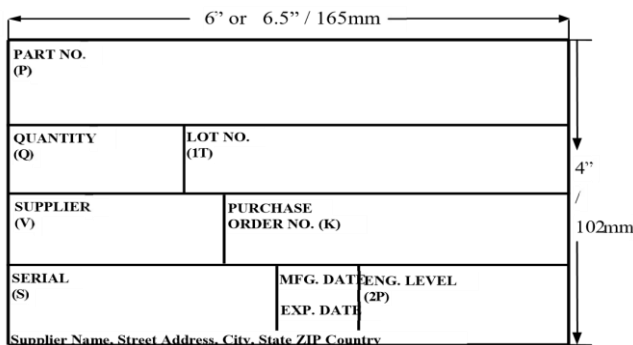 6” or 6.5” / 165mm
PART NO.
(P)
QUANTITY
(Q)
LOT NO.
(1T)
4”
/
102mm
SUPPLIER
(V)
PURCHASE
ORDER NO. (K)
SERIAL
(S)
MFG. DATE
EXP. DATE
ENG. LEVEL
(2P)
Supplier Name, Street Address, City, State ZIP Country